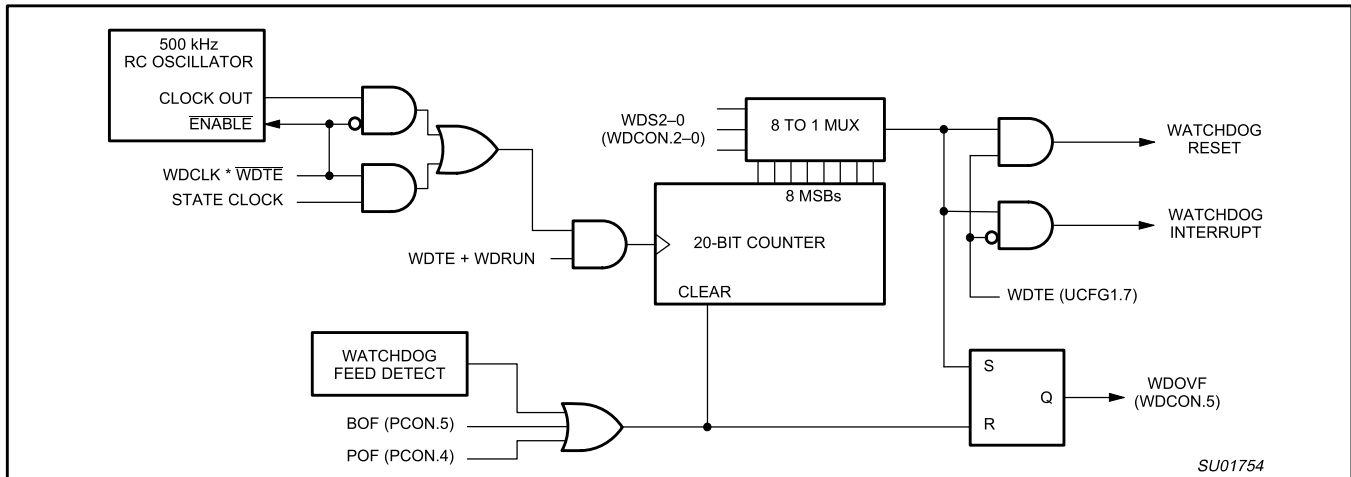 500 kHz
RC OSCILLATOR
CLOCK OUT
ENABLE
WDCLK * WDTE
STATE CLOCK
WDS2–0
(WDCON.2–0)
8 TO 1 MUX
WATCHDOG
RESET
8 MSBs
20-BIT COUNTER
WATCHDOG
INTERRUPT
WDTE + WDRUN
CLEAR
WDTE (UCFG1.7)
WATCHDOG
FEED DETECT
BOF (PCON.5)
POF (PCON.4)
S
Q
R
WDOVF
(WDCON.5)
SU01754